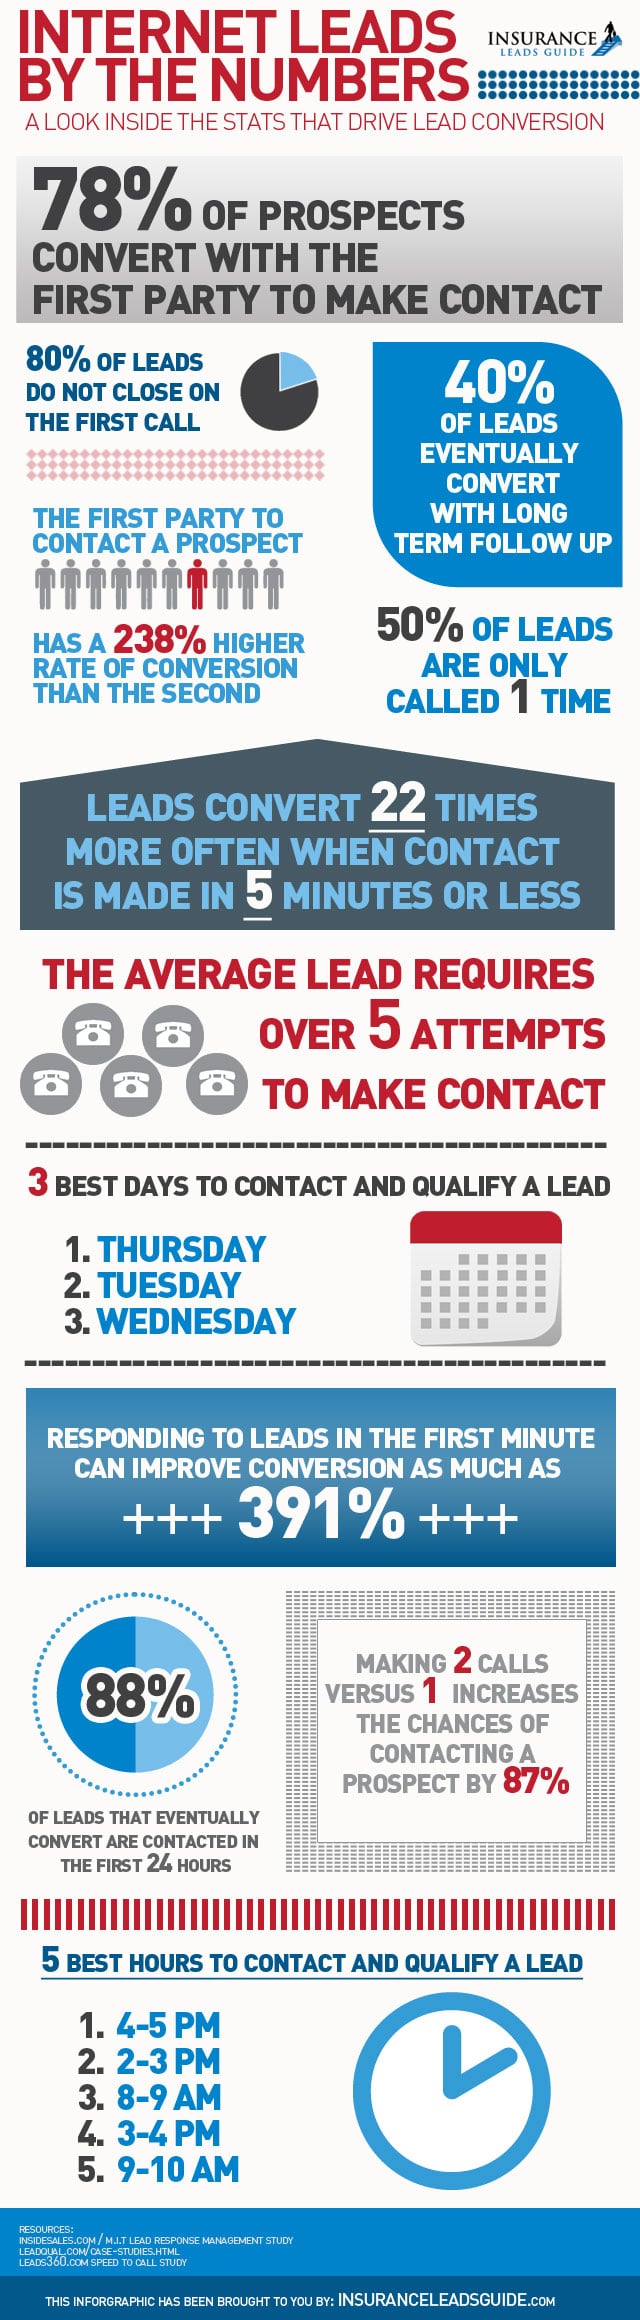 INTERNET LEADS
BY THE NUMBERS
INSURANCE
LEADS GUIDE
A LOOK INSIDE THE STATS THAT DRIVE LEAD CONVERSION
78% OF PROSPECTS
CONVERT WITH THE
FIRST PARTY TO MAKE CONTACT
80% OF LEADS
DO NOT CLOSE ON
THE FIRST CALL
40%
OF LEADS
EVENTUALLY
CONVERT
WITH LONG
TERM FOLLOW UP
THE FIRST PARTY TO
CONTACT A PROSPECT
HAS A 238% HIGHER
RATE OF CONVERSION
THAN THE SECOND
50% OF LEADS
ARE ONLY
CALLED 1 TIME
LEADS CONVERT 22 TIMES
MORE OFTEN WHEN CONTACT
IS MADE IN 5 MINUTES OR LESS
THE AVERAGE LEAD REQUIRES
OVER 5 ATTEMPTS
TO MAKE CONTACT
3 BEST DAYS TO CONTACT AND QUALIFY A LEAD
1. THURSDAY
2. TUESDAY
3. WEDNESDAY
RESPONDING TO LEADS IN THE FIRST MINUTE
CAN IMPROVE CONVERSION AS MUCH AS
+++ 391% +++
88%
OF LEADS THAT EVENTUALLY
CONVERT ARE CONTACTED IN
THE FIRST 24 HOURS
MAKING 2 CALLS
VERSUS 1 INCREASES
THE CHANCES OF
CONTACTING A
PROSPECT BY 87%
5 BEST HOURS TO CONTACT AND QUALIFY A LEAD
1. 4-5 PM
2. 2-3 PM
3. 8-9 AM
4. 3-4 PM
5. 9-10 AM
RESOURCES:
INSIDESALES.COM / M.I.T LEAD RESPONSE MANAGEMENT STUDY
LEADQUAL.COM/CASE-STUDIES.HTML
LEADS360.COM SPEED TO CALL STUDY
THIS INFORGRAPHIC HAS BEEN BROUGHT TO YOU BY: INSURANCELEADSGUIDE.COM